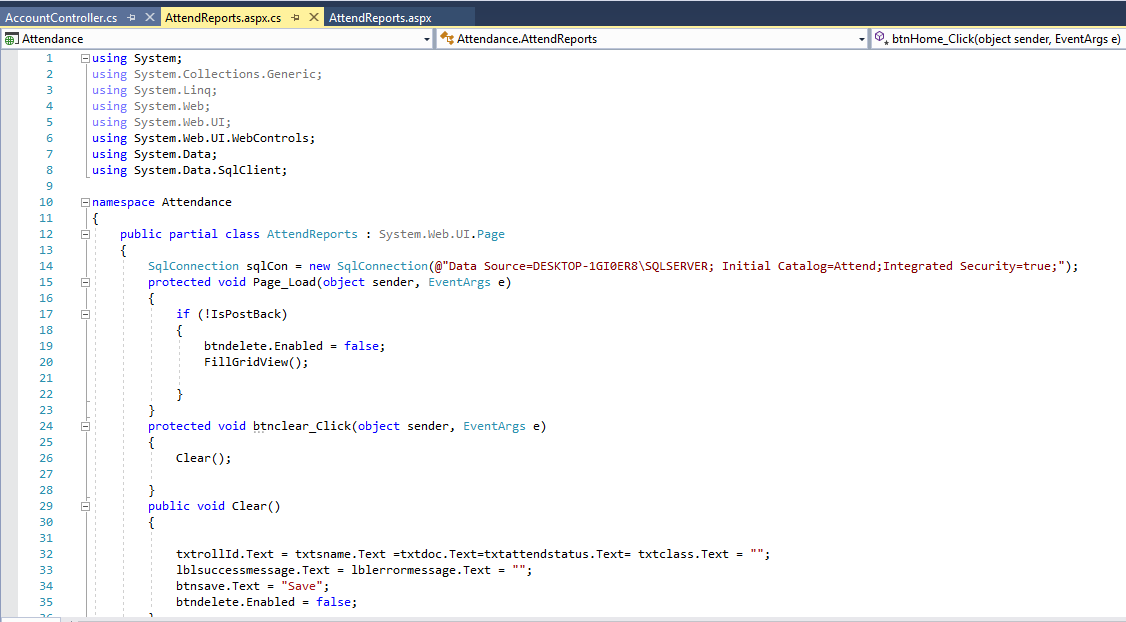 AccountController.cs AttendReports.aspx.cs AttendReports.aspx
Attendance Attendance.AttendReports btnHome_Click(object sender, EventArgs e)
1 using System;
2 using System.Collections.Generic;
3 using System.Linq;
4 using System.Web;
5 using System.Web.UI;
6 using System.Web.UI.WebControls;
7 using System.Data;
8 using System.Data.SqlClient;
9
10 namespace Attendance
11 {
12 public partial class AttendReports : System.Web.UI.Page
13 {
14 SqlConnection sqlCon = new SqlConnection(@"Data Source=DESKTOP-1GI0ER8\SQLSERVER; Initial Catalog=Attend;Integrated Security=true;");
15 protected void Page_Load(object sender, EventArgs e)
16 {
17 if (!IsPostBack)
18 {
19 btndelete.Enabled = false;
20 FillGridView();
21
22 }
23 }
24 protected void btnclear_Click(object sender, EventArgs e)
25 {
26 Clear();
27
28 }
29 public void Clear()
30 {
31
32 txtrollId.Text = txtsname.Text =txtdoc.Text=txtattendstatus.Text= txtclass.Text = "";
33 lblsuccessmessage.Text = lblerrormessage.Text = "";
34 btnsave.Text = "Save";
35 btndelete.Enabled = false;